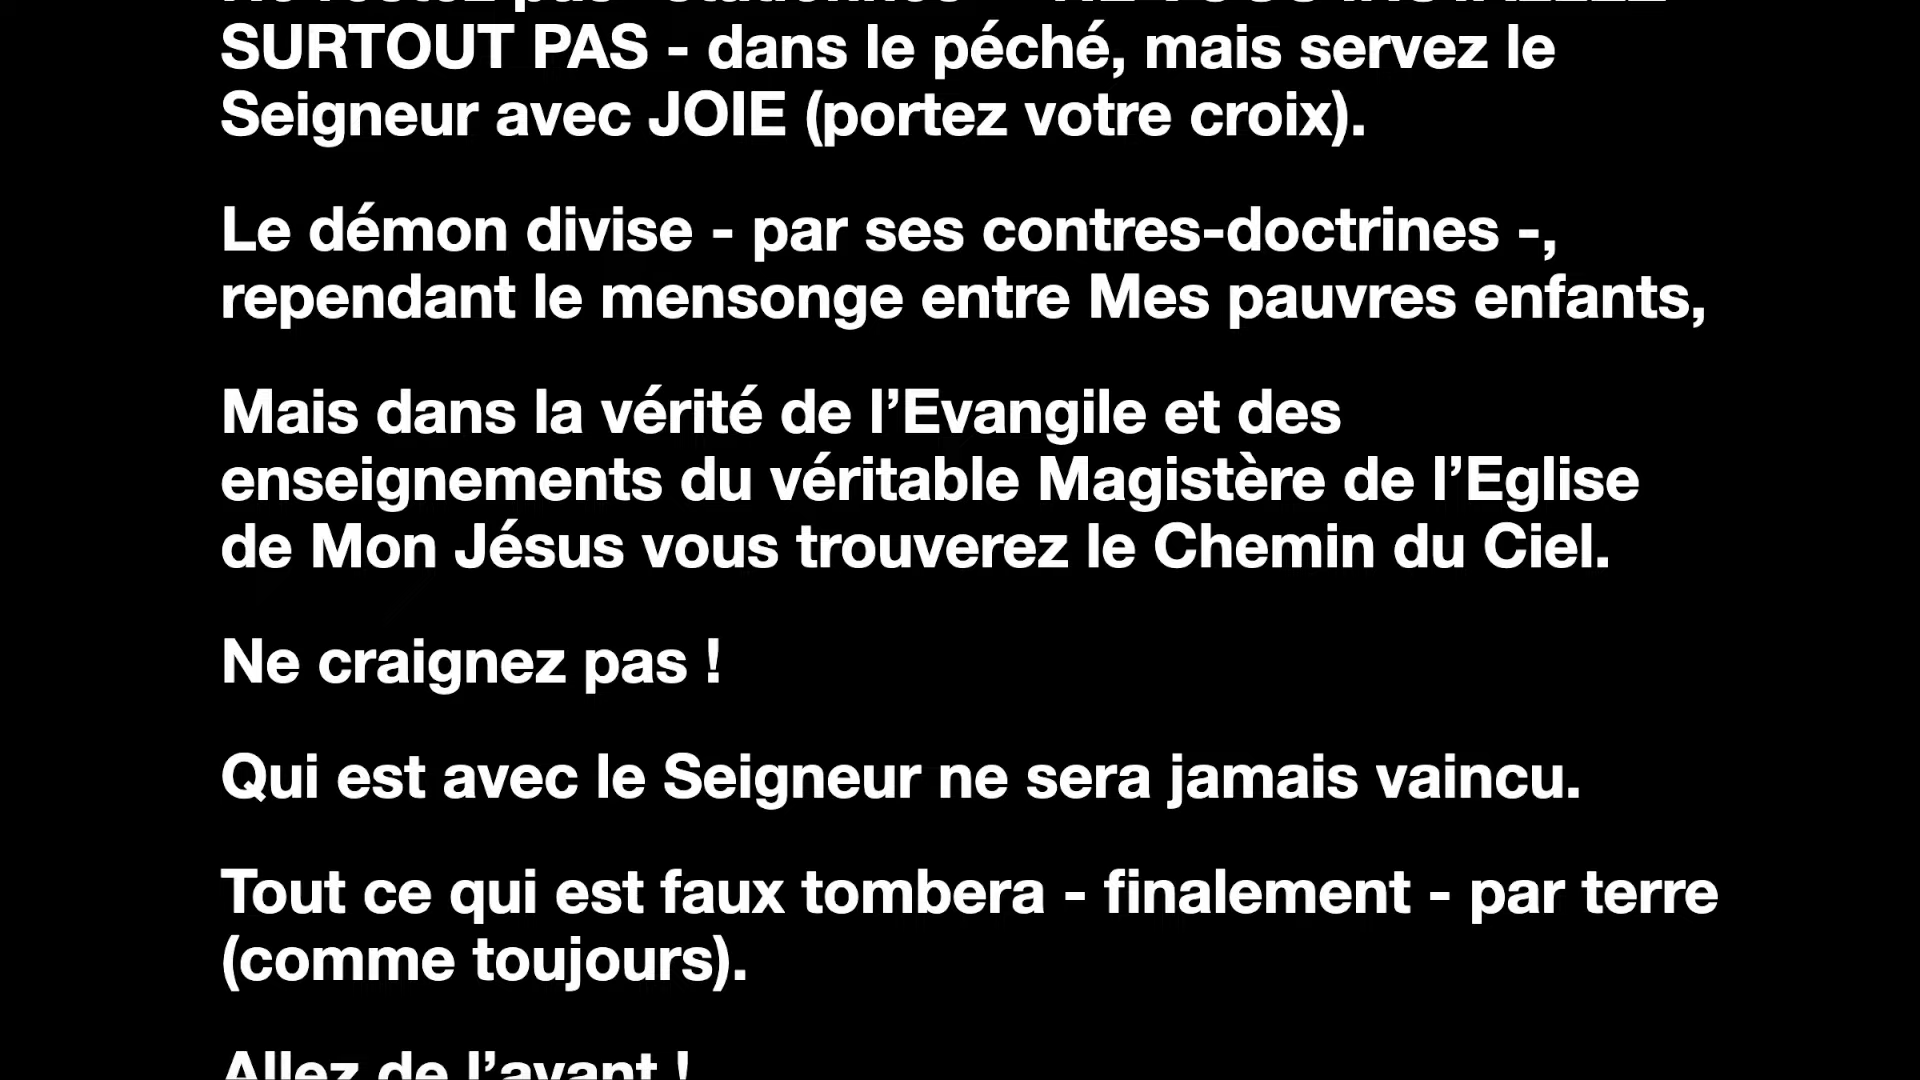 SURTOUT PAS - dans le péché, mais servez le
Seigneur avec JOIE (portez votre croix).
Le démon divise - par ses contres-doctrines -,
rependant le mensonge entre Mes pauvres enfants,
Mais dans la vérité de l’Evangile et des
enseignements du véritable Magistère de l’Eglise
de Mon Jésus vous trouverez le Chemin du Ciel.
Ne craignez pas !
Qui est avec le Seigneur ne sera jamais vaincu.
Tout ce qui est faux tombera - finalement - par terre
(comme toujours).
Allez de l’avant !